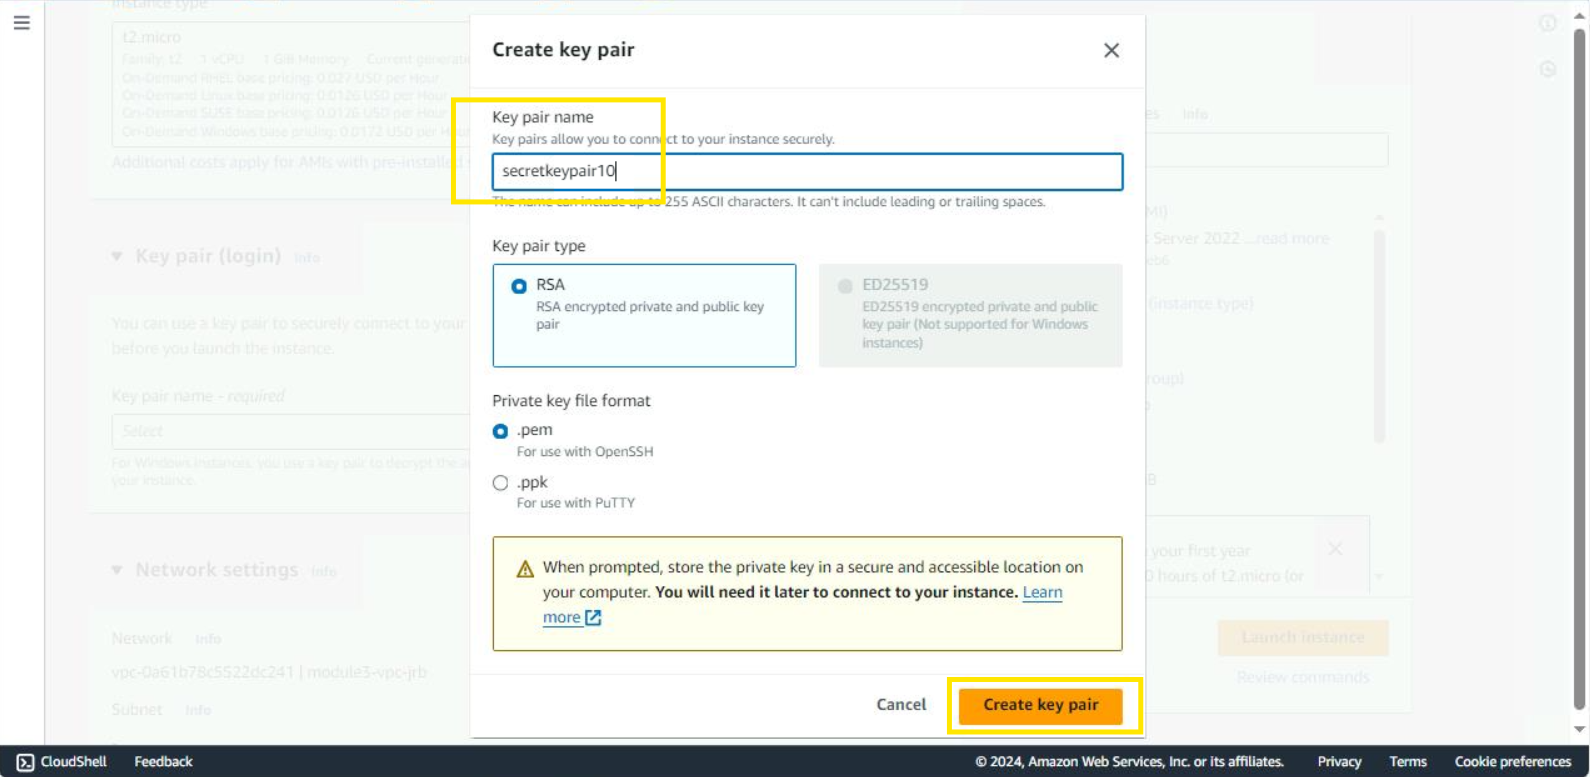 Instance type
t2.micro
Family: t2 1 vCPU 1 GiB Memory Current generati
On-Demand RHEL base pricing: 0.027 USD per Hour
On-Demand Linux base pricing: 0.0126 USD per Hour
On-Demand SUSE base pricing: 0.0126 USD per Hour
On-Demand Windows base pricing: 0.0172 USD per Hou
Additional costs apply for AMIs with pre-installed
Key pair (login) Info
You can use a key pair to securely connect to your
before you launch the instance.
Key pair name - required
Select
For Windows instances, you use a key pair to decrypt the a
your instance.
Network settings Info
Network Info
vpc-0a61b78c5522dc241 | module3-vpc-jrb
Subnet Info
Create key pair
Key pair name
Key pairs allow you to connect to your instance securely.
secretkeypair10
The name can include up to 255 ASCII characters. It can't include leading or trailing spaces.
Key pair type
RSA
RSA encrypted private and public key
pair
ED25519
ED25519 encrypted private and public
key pair (Not supported for Windows
instances)
Private key file format
.pem
For use with OpenSSH
.ppk
For use with PuTTY
When prompted, store the private key in a secure and accessible location on
your computer. You will need it later to connect to your instance. Learn
more
Cancel
Create key pair
es Info
MI)
Server 2022 ...read more
eb6
(instance type)
roup)
B
your first year
0 hours of t2.micro (or
Launch instance
Review commands
CloudShell Feedback
© 2024, Amazon Web Services, Inc. or its affiliates. Privacy Terms Cookie preferences